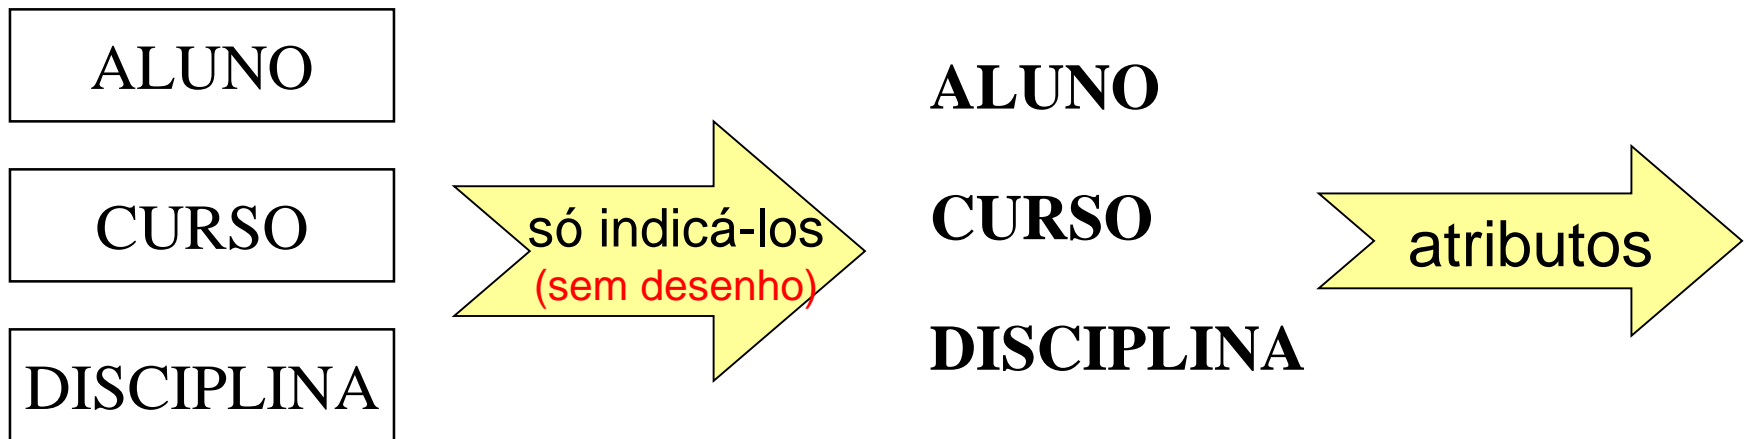 ALUNO
CURSO
DISCIPLINA
só indicá-los
(sem desenho)
ALUNO
CURSO
DISCIPLINA
atributos